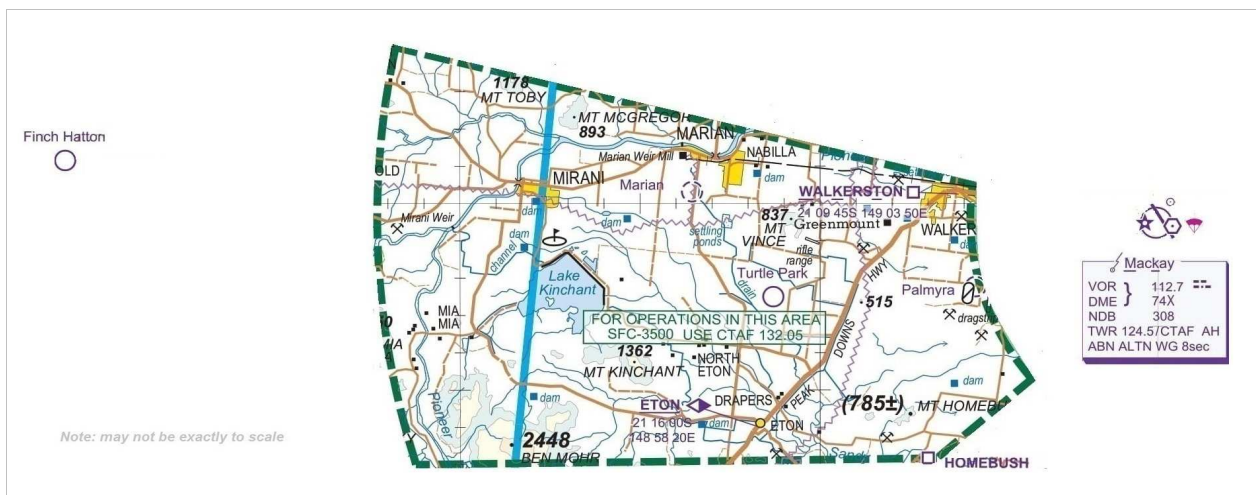 Finch Hatton
1178
MT TOBY
MT MCGREGOR
893
MARIAN
Marian Weir Mill
NABILLA
dam
OLD
MIRANI
Marian
WALKERSTON
21 09 45S 149 03 50E
dam
Mirani Weir
dam
settling
ponds
837
MT
VINCE
Greenmount
rifle
range
WALKER
dam
channel
Lake
Kinchant
drain
Turtle Park
HWY
515
Palmyra
dragstrip
MIA
MIA
FOR OPERATIONS IN THIS AREA
SFC-3500 USE CTAF 132.05
1362
MT KINCHANT
NORTH
ETON
DOWNS
PEAK
dam
ETON
DRAPERS
21 16 00S
148 58 20E
dam
ETON
(785±)
MT HOMEBU
dam
Pioneer
2448
BEN MOHR
Sandy
HOMEBUSH
Mackay
VOR } 112.7
DME 74X
NDB 308
TWR 124.5/CTAF AH
ABN ALTN WG 8sec
Note: may not be exactly to scale